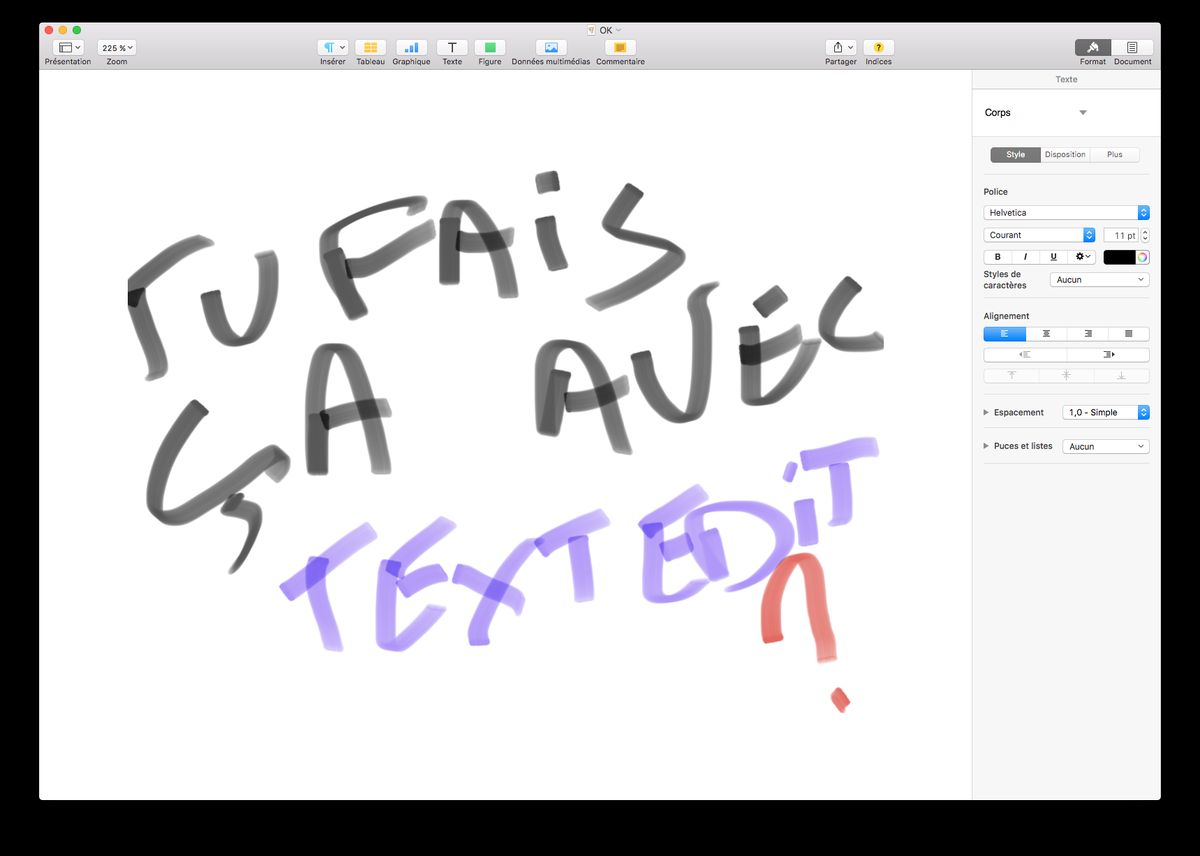 OK
225 %
Présentation Zoom Insérer Tableau Graphique Texte Figure Données multimédias Commentaire Partager Indices Format Document
Texte
Corps
Style Disposition Plus
Police
Helvetica
Courant 11 pt
B I U
Styles de caractères Aucun
Alignement
Espacement 1,0 - Simple
Puces et listes Aucun
TU FAiS
ÇA AVEC
TEXTEDiT
?